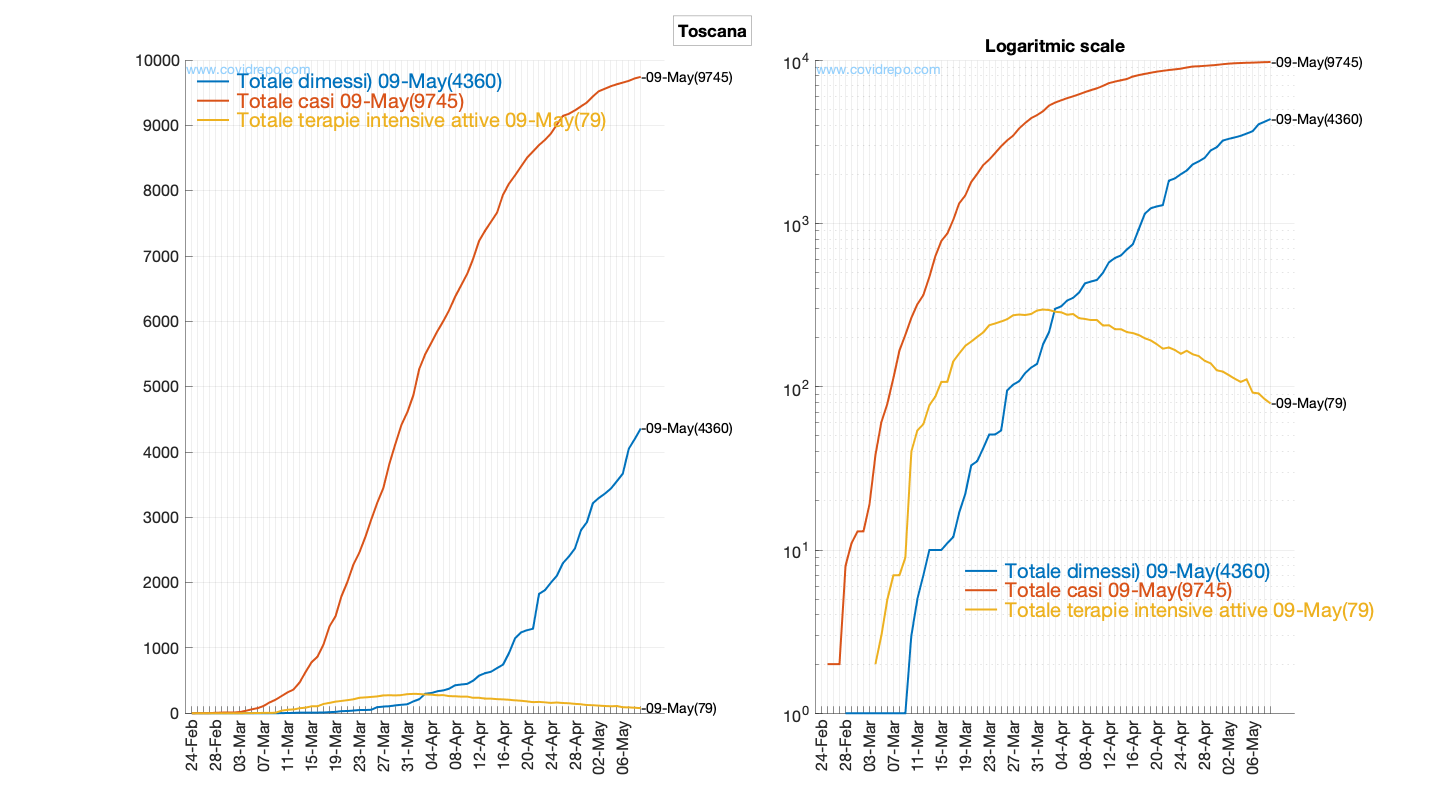 Toscana
www.covidrepo.com
Totale dimessi) 09-May(4360)
Totale casi 09-May(9745)
Totale terapie intensive attive 09-May(79)
10000
9000
8000
7000
6000
5000
4000
3000
2000
1000
0
-09-May(9745)
-09-May(4360)
-09-May(79)
24-Feb
28-Feb
03-Mar
07-Mar
11-Mar
15-Mar
19-Mar
23-Mar
27-Mar
31-Mar
04-Apr
08-Apr
12-Apr
16-Apr
20-Apr
24-Apr
28-Apr
02-May
06-May
Logaritmic scale
www.covidrepo.com
10^4
10^3
10^2
10^1
10^0
-09-May(9745)
-09-May(4360)
-09-May(79)
Totale dimessi) 09-May(4360)
Totale casi 09-May(9745)
Totale terapie intensive attive 09-May(79)
24-Feb
28-Feb
03-Mar
07-Mar
11-Mar
15-Mar
19-Mar
23-Mar
27-Mar
31-Mar
04-Apr
08-Apr
12-Apr
16-Apr
20-Apr
24-Apr
28-Apr
02-May
06-May